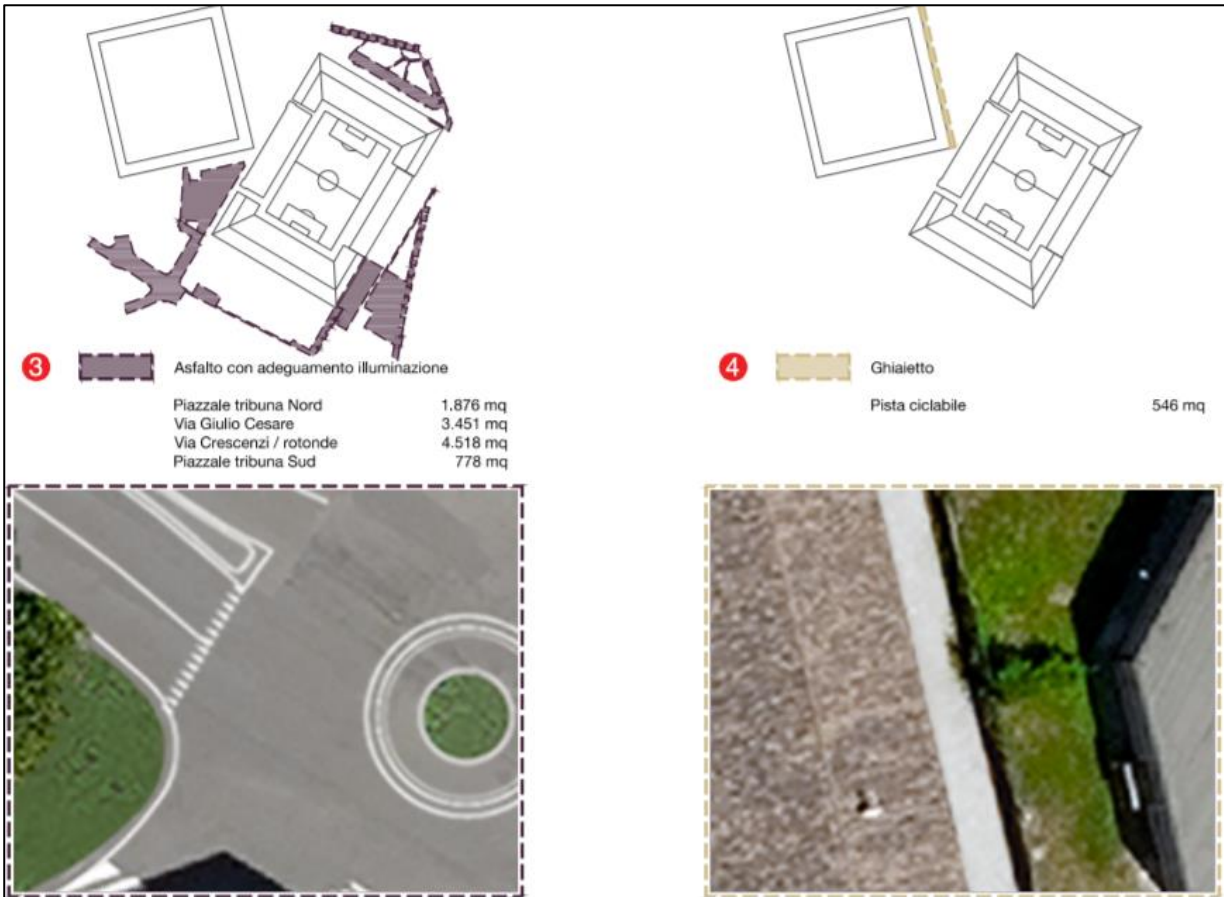 3 Asfalto con adeguamento illuminazione
Piazzale tribuna Nord 1.876 mq
Via Giulio Cesare 3.451 mq
Via Crescenzi / rotonde 4.518 mq
Piazzale tribuna Sud 778 mq
4 Ghiaietto
Pista ciclabile 546 mq